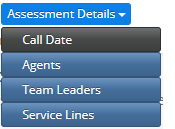 Assessment Details
Call Date
Agents
Team Leaders
Service Lines